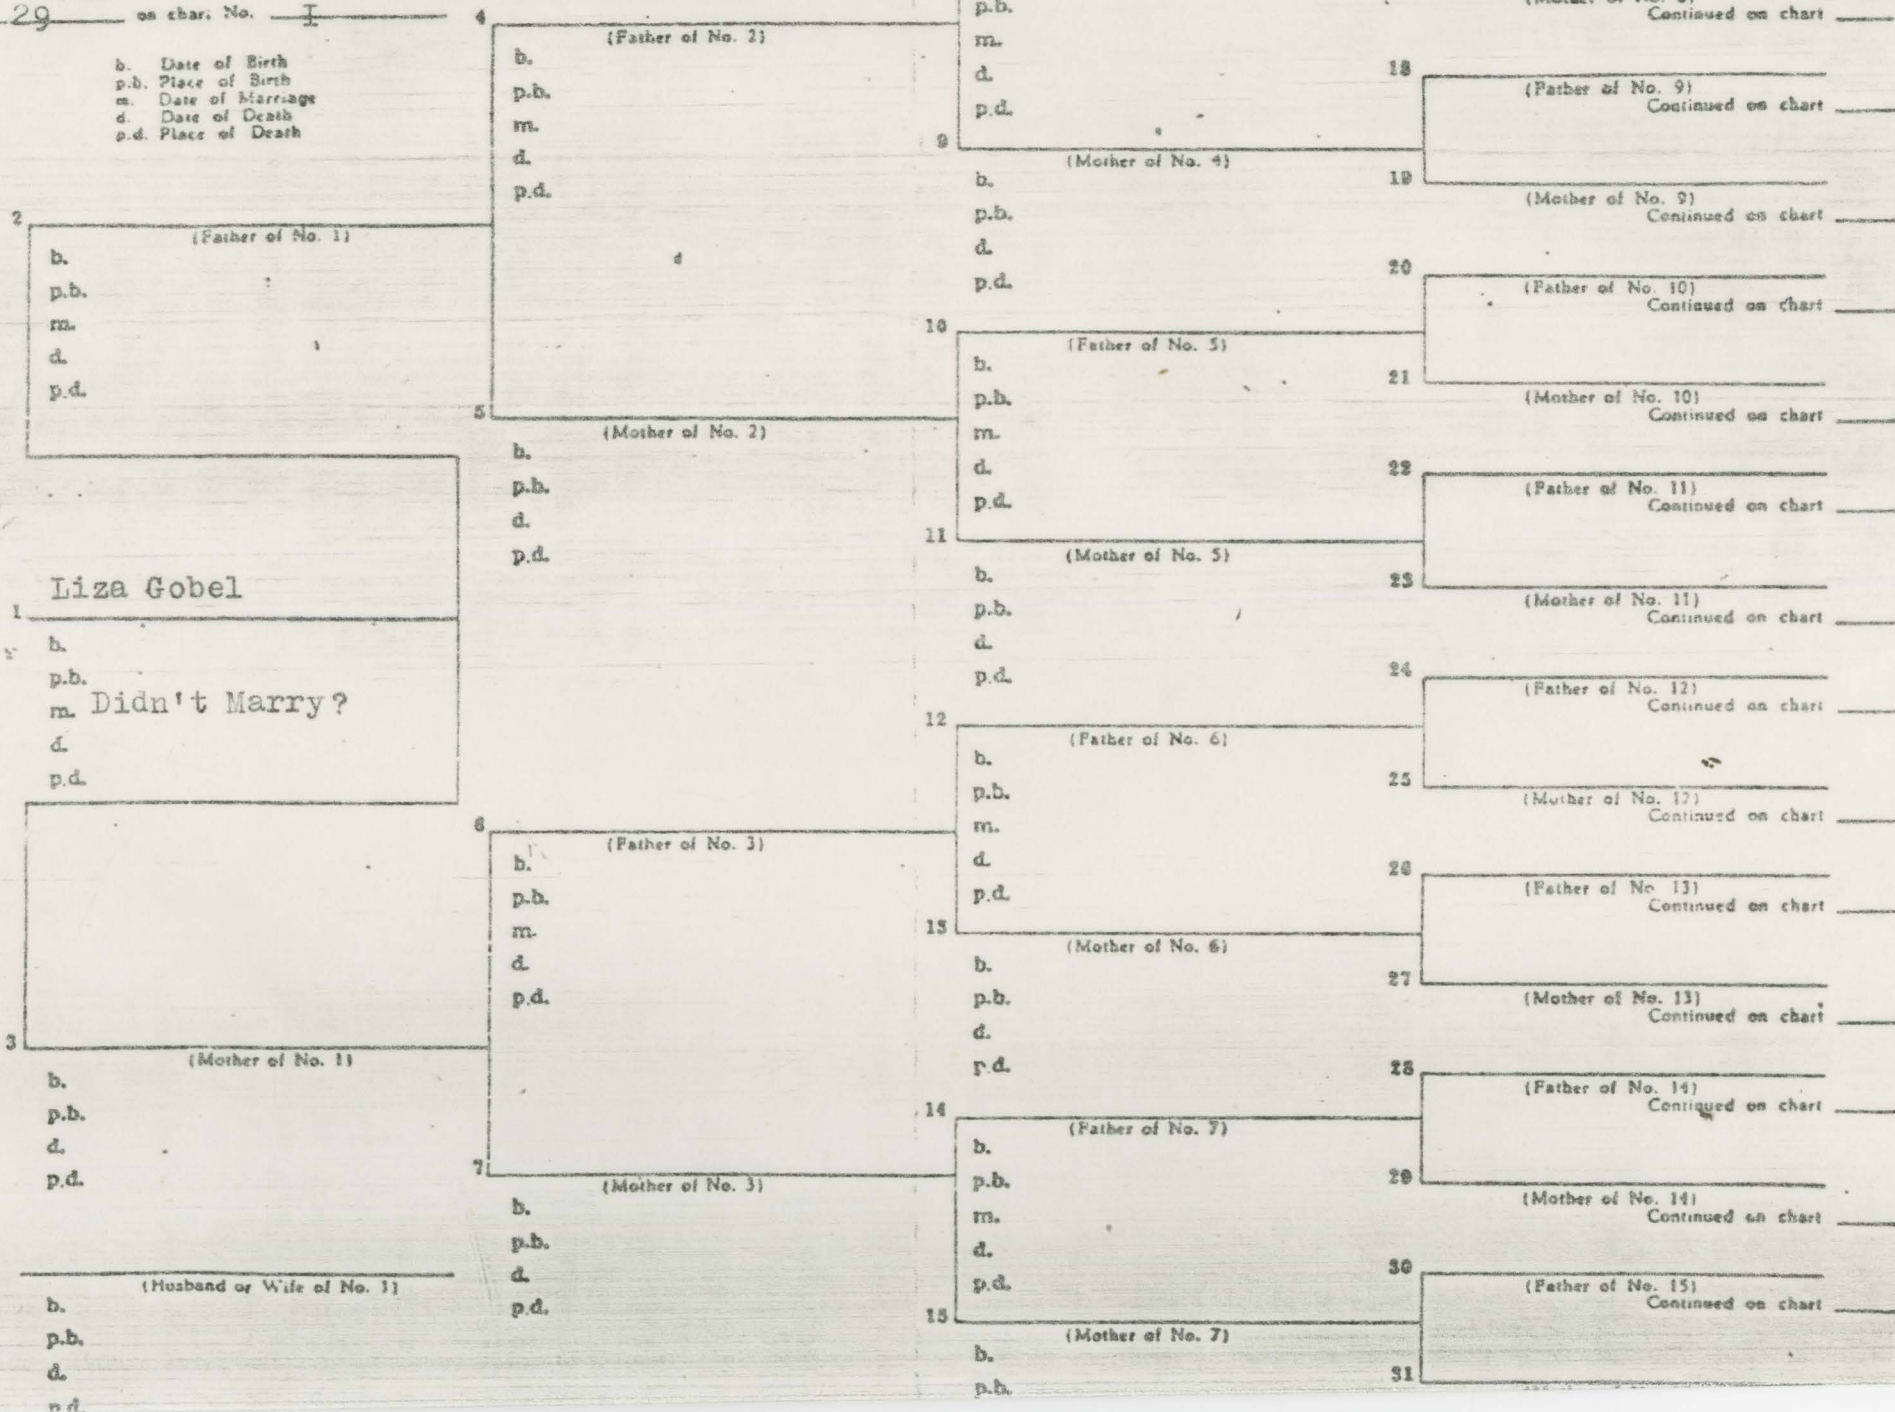 29 on chart No. I
b. Date of Birth
p.b. Place of Birth
m. Date of Marriage
d. Date of Death
p.d. Place of Death
2
(Father of No. 1)
b.
p.b.
m.
d.
p.d.
Liza Gobel
1
b.
p.b.
m. Didn't Marry?
d.
p.d.
3
(Mother of No. 1)
b.
p.b.
d.
p.d.
(Husband or Wife of No. 1)
b.
p.b.
d.
p.d.
4
(Father of No. 2)
b.
p.b.
m.
d.
p.d.
5
(Mother of No. 2)
b.
p.b.
d.
p.d.
6
(Father of No. 3)
b.
p.b.
m.
d.
p.d.
7
(Mother of No. 3)
b.
p.b.
d.
p.d.
p.b.
m.
d.
p.d.
9
(Mother of No. 4)
b.
p.b.
d.
p.d.
10
(Father of No. 5)
b.
p.b.
m.
d.
p.d.
11
(Mother of No. 5)
b.
p.b.
d.
p.d.
12
(Father of No. 6)
b.
p.b.
m.
d.
p.d.
13
(Mother of No. 6)
b.
p.b.
d.
p.d.
14
(Father of No. 7)
b.
p.b.
m.
d.
p.d.
15
(Mother of No. 7)
b.
p.b.
Continued on chart
18
(Father of No. 9)
Continued on chart
19
(Mother of No. 9)
Continued on chart
20
(Father of No. 10)
Continued on chart
21
(Mother of No. 10)
Continued on chart
22
(Father of No. 11)
Continued on chart
23
(Mother of No. 11)
Continued on chart
24
(Father of No. 12)
Continued on chart
25
(Mother of No. 12)
Continued on chart
26
(Father of No. 13)
Continued on chart
27
(Mother of No. 13)
Continued on chart
28
(Father of No. 14)
Continued on chart
29
(Mother of No. 14)
Continued on chart
30
(Father of No. 15)
Continued on chart
31